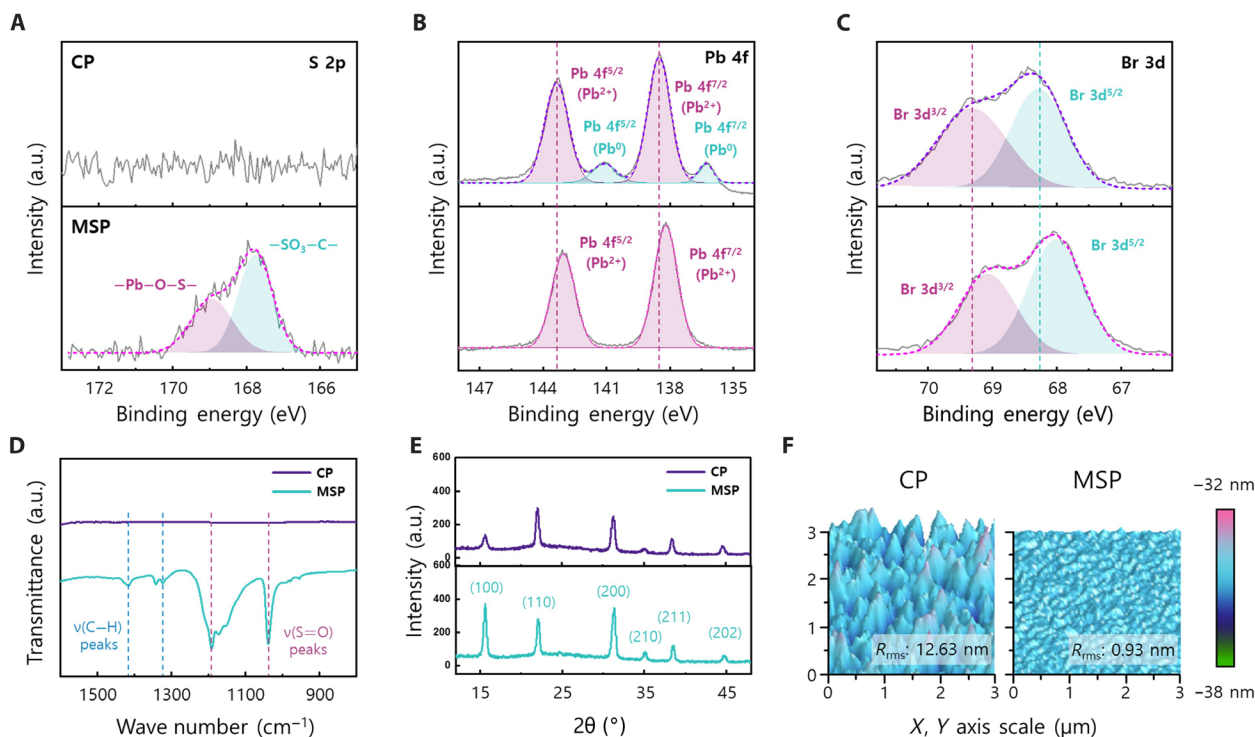 A
CP
S 2p
MSP
–SO₃–C–
–Pb–O–S–
Intensity (a.u.)
172
170
168
166
Binding energy (eV)
B
Pb 4f
Pb 4f⁵/²
(Pb²⁺)
Pb 4f⁷/²
(Pb²⁺)
Pb 4f⁵/²
(Pb⁰)
Pb 4f⁷/²
(Pb⁰)
Pb 4f⁵/²
(Pb²⁺)
Pb 4f⁷/²
(Pb²⁺)
Intensity (a.u.)
147
144
141
138
135
Binding energy (eV)
C
Br 3d
Br 3d³/²
Br 3d⁵/²
Br 3d³/²
Br 3d⁵/²
Intensity (a.u.)
70
69
68
67
Binding energy (eV)
D
CP
MSP
ν(C–H)
peaks
ν(S=O)
peaks
Transmittance (a.u.)
1500
1300
1100
900
Wave number (cm⁻¹)
E
600
400
200
0
CP
MSP
600
400
200
0
(100)
(110)
(200)
(210)
(211)
(202)
Intensity (a.u.)
15
25
35
45
2θ (°)
F
CP
MSP
–32 nm
–38 nm
3
2
1
0
3
2
1
0
Rrms: 12.63 nm
Rrms: 0.93 nm
0
1
2
3
0
1
2
3
X, Y axis scale (μm)